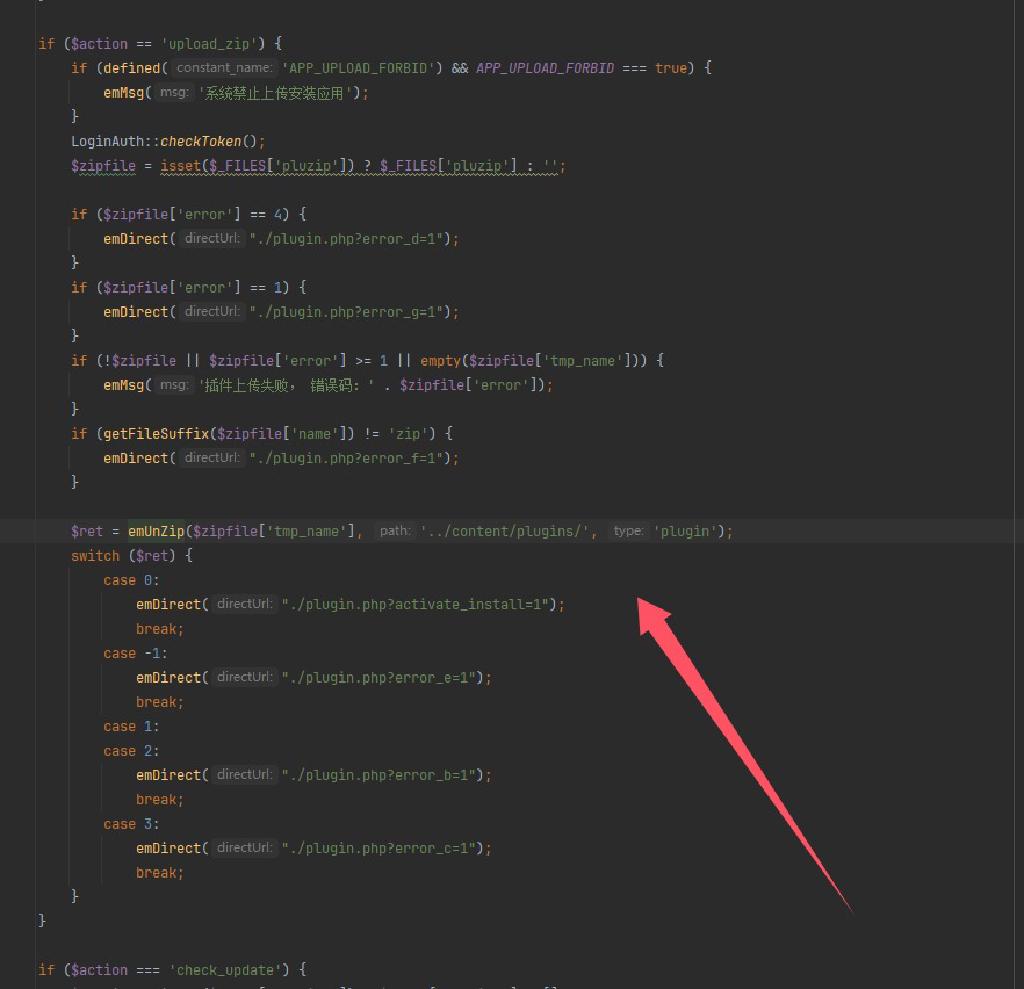 if ($action == 'upload_zip') {
if (defined( constant_name: 'APP_UPLOAD_FORBID') && APP_UPLOAD_FORBID === true) {
emMsg( msg: '系统禁止上传安装应用');
}
LoginAuth::checkToken();
$zipfile = isset($_FILES['pluzip']) ? $_FILES['pluzip'] : '';
if ($zipfile['error'] == 4) {
emDirect( directUrl: "./plugin.php?error_d=1");
}
if ($zipfile['error'] == 1) {
emDirect( directUrl: "./plugin.php?error_g=1");
}
if (!$zipfile || $zipfile['error'] >= 1 || empty($zipfile['tmp_name'])) {
emMsg( msg: '插件上传失败， 错误码：' . $zipfile['error']);
}
if (getFileSuffix($zipfile['name']) != 'zip') {
emDirect( directUrl: "./plugin.php?error_f=1");
}
$ret = emUnZip($zipfile['tmp_name'], path: '../content/plugins/', type: 'plugin');
switch ($ret) {
case 0:
emDirect( directUrl: "./plugin.php?activate_install=1");
break;
case -1:
emDirect( directUrl: "./plugin.php?error_e=1");
break;
case 1:
case 2:
emDirect( directUrl: "./plugin.php?error_b=1");
break;
case 3:
emDirect( directUrl: "./plugin.php?error_c=1");
break;
}
}
if ($action === 'check_update') {